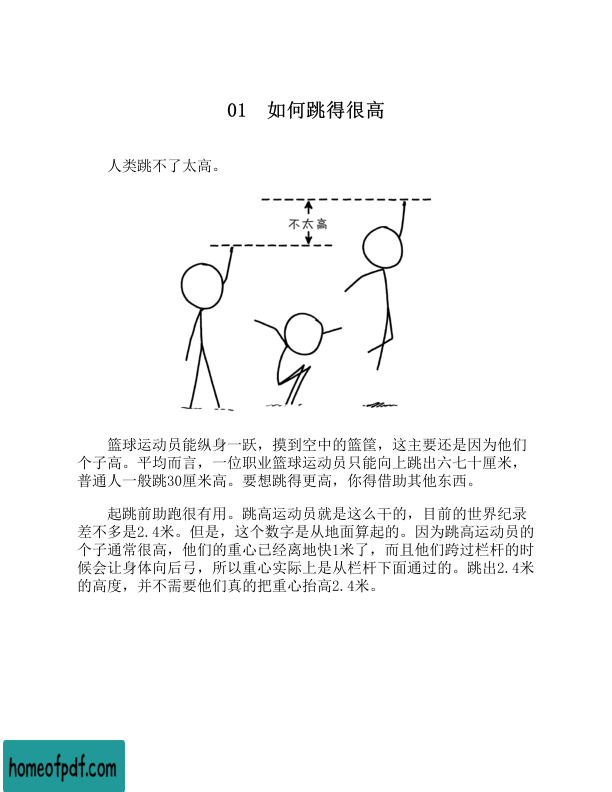 01 如何跳得很高
人类跳不了太高。
不太高
篮球运动员能纵身一跃，摸到空中的篮筐，这主要还是因为他们
个子高。平均而言，一位职业篮球运动员只能向上跳出六七十厘米，
普通人一般跳30厘米高。要想跳得更高，你得借助其他东西。
起跳前助跑很有用。跳高运动员就是这么干的，目前的世界纪录
差不多是2.4米。但是，这个数字是从地面算起的。因为跳高运动员的
个子通常很高，他们的重心已经离地快1米了，而且他们跨过栏杆的时
候会让身体向后弓，所以重心实际上是从栏杆下面通过的。跳出2.4米
的高度，并不需要他们真的把重心抬高2.4米。
homeofpdf.com